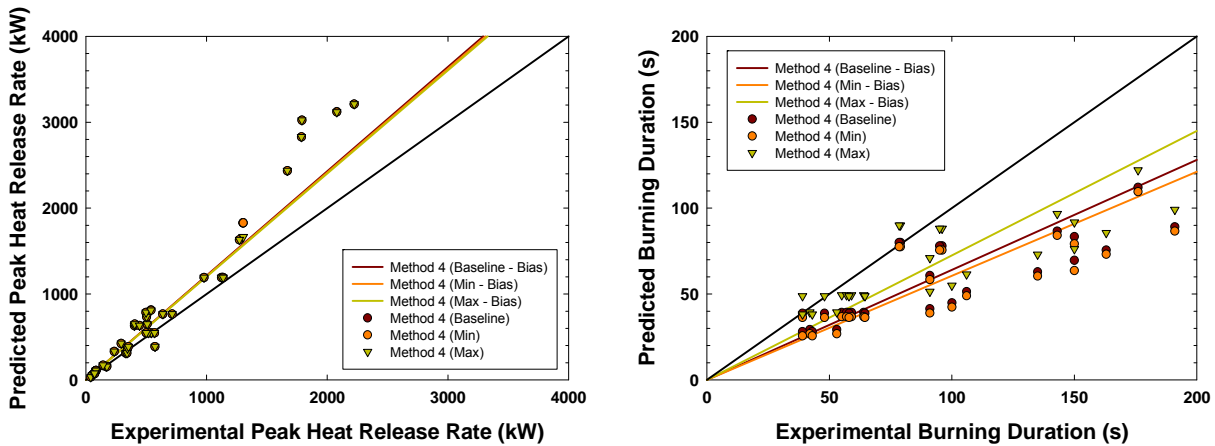 Predicted Peak Heat Release Rate (kW)
4000
3000
2000
1000
0
0 1000 2000 3000 4000
Experimental Peak Heat Release Rate (kW)
Method 4 (Baseline - Bias)
Method 4 (Min - Bias)
Method 4 (Max - Bias)
Method 4 (Baseline)
Method 4 (Min)
Method 4 (Max)
Predicted Burning Duration (s)
200
150
100
50
0
0 50 100 150 200
Experimental Burning Duration (s)
Method 4 (Baseline - Bias)
Method 4 (Min - Bias)
Method 4 (Max - Bias)
Method 4 (Baseline)
Method 4 (Min)
Method 4 (Max)